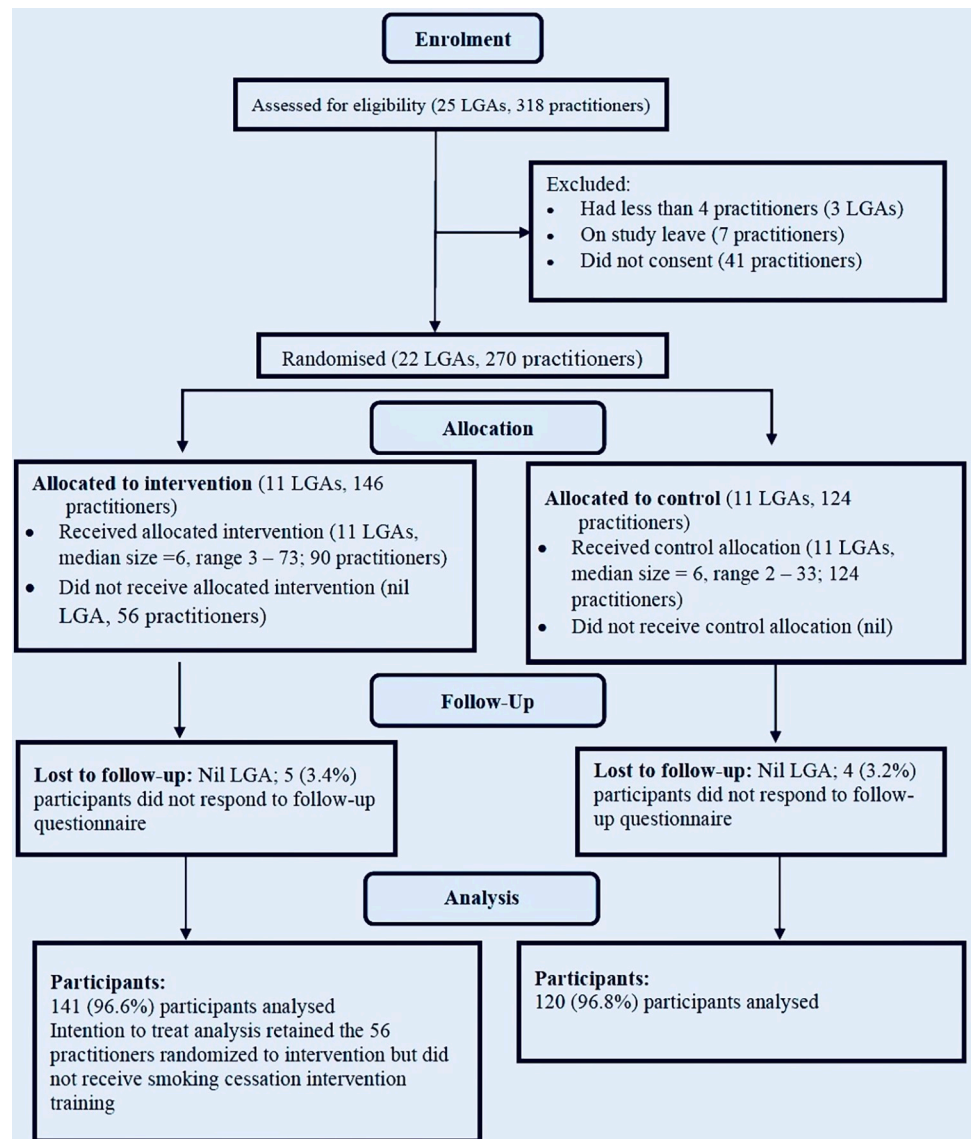 Enrolment
Assessed for eligibility (25 LGAs, 318 practitioners)
Excluded:
• Had less than 4 practitioners (3 LGAs)
• On study leave (7 practitioners)
• Did not consent (41 practitioners)
Randomised (22 LGAs, 270 practitioners)
Allocation
Allocated to intervention (11 LGAs, 146
practitioners)
• Received allocated intervention (11 LGAs,
median size =6, range 3 – 73; 90 practitioners)
• Did not receive allocated intervention (nil
LGA, 56 practitioners)
Allocated to control (11 LGAs, 124
practitioners)
• Received control allocation (11 LGAs,
median size = 6, range 2 – 33; 124
practitioners)
• Did not receive control allocation (nil)
Follow-Up
Lost to follow-up: Nil LGA; 5 (3.4%)
participants did not respond to follow-up
questionnaire
Lost to follow-up: Nil LGA; 4 (3.2%)
participants did not respond to follow-
up questionnaire
Analysis
Participants:
141 (96.6%) participants analysed
Intention to treat analysis retained the 56
practitioners randomized to intervention but did
not receive smoking cessation intervention
training
Participants:
120 (96.8%) participants analysed